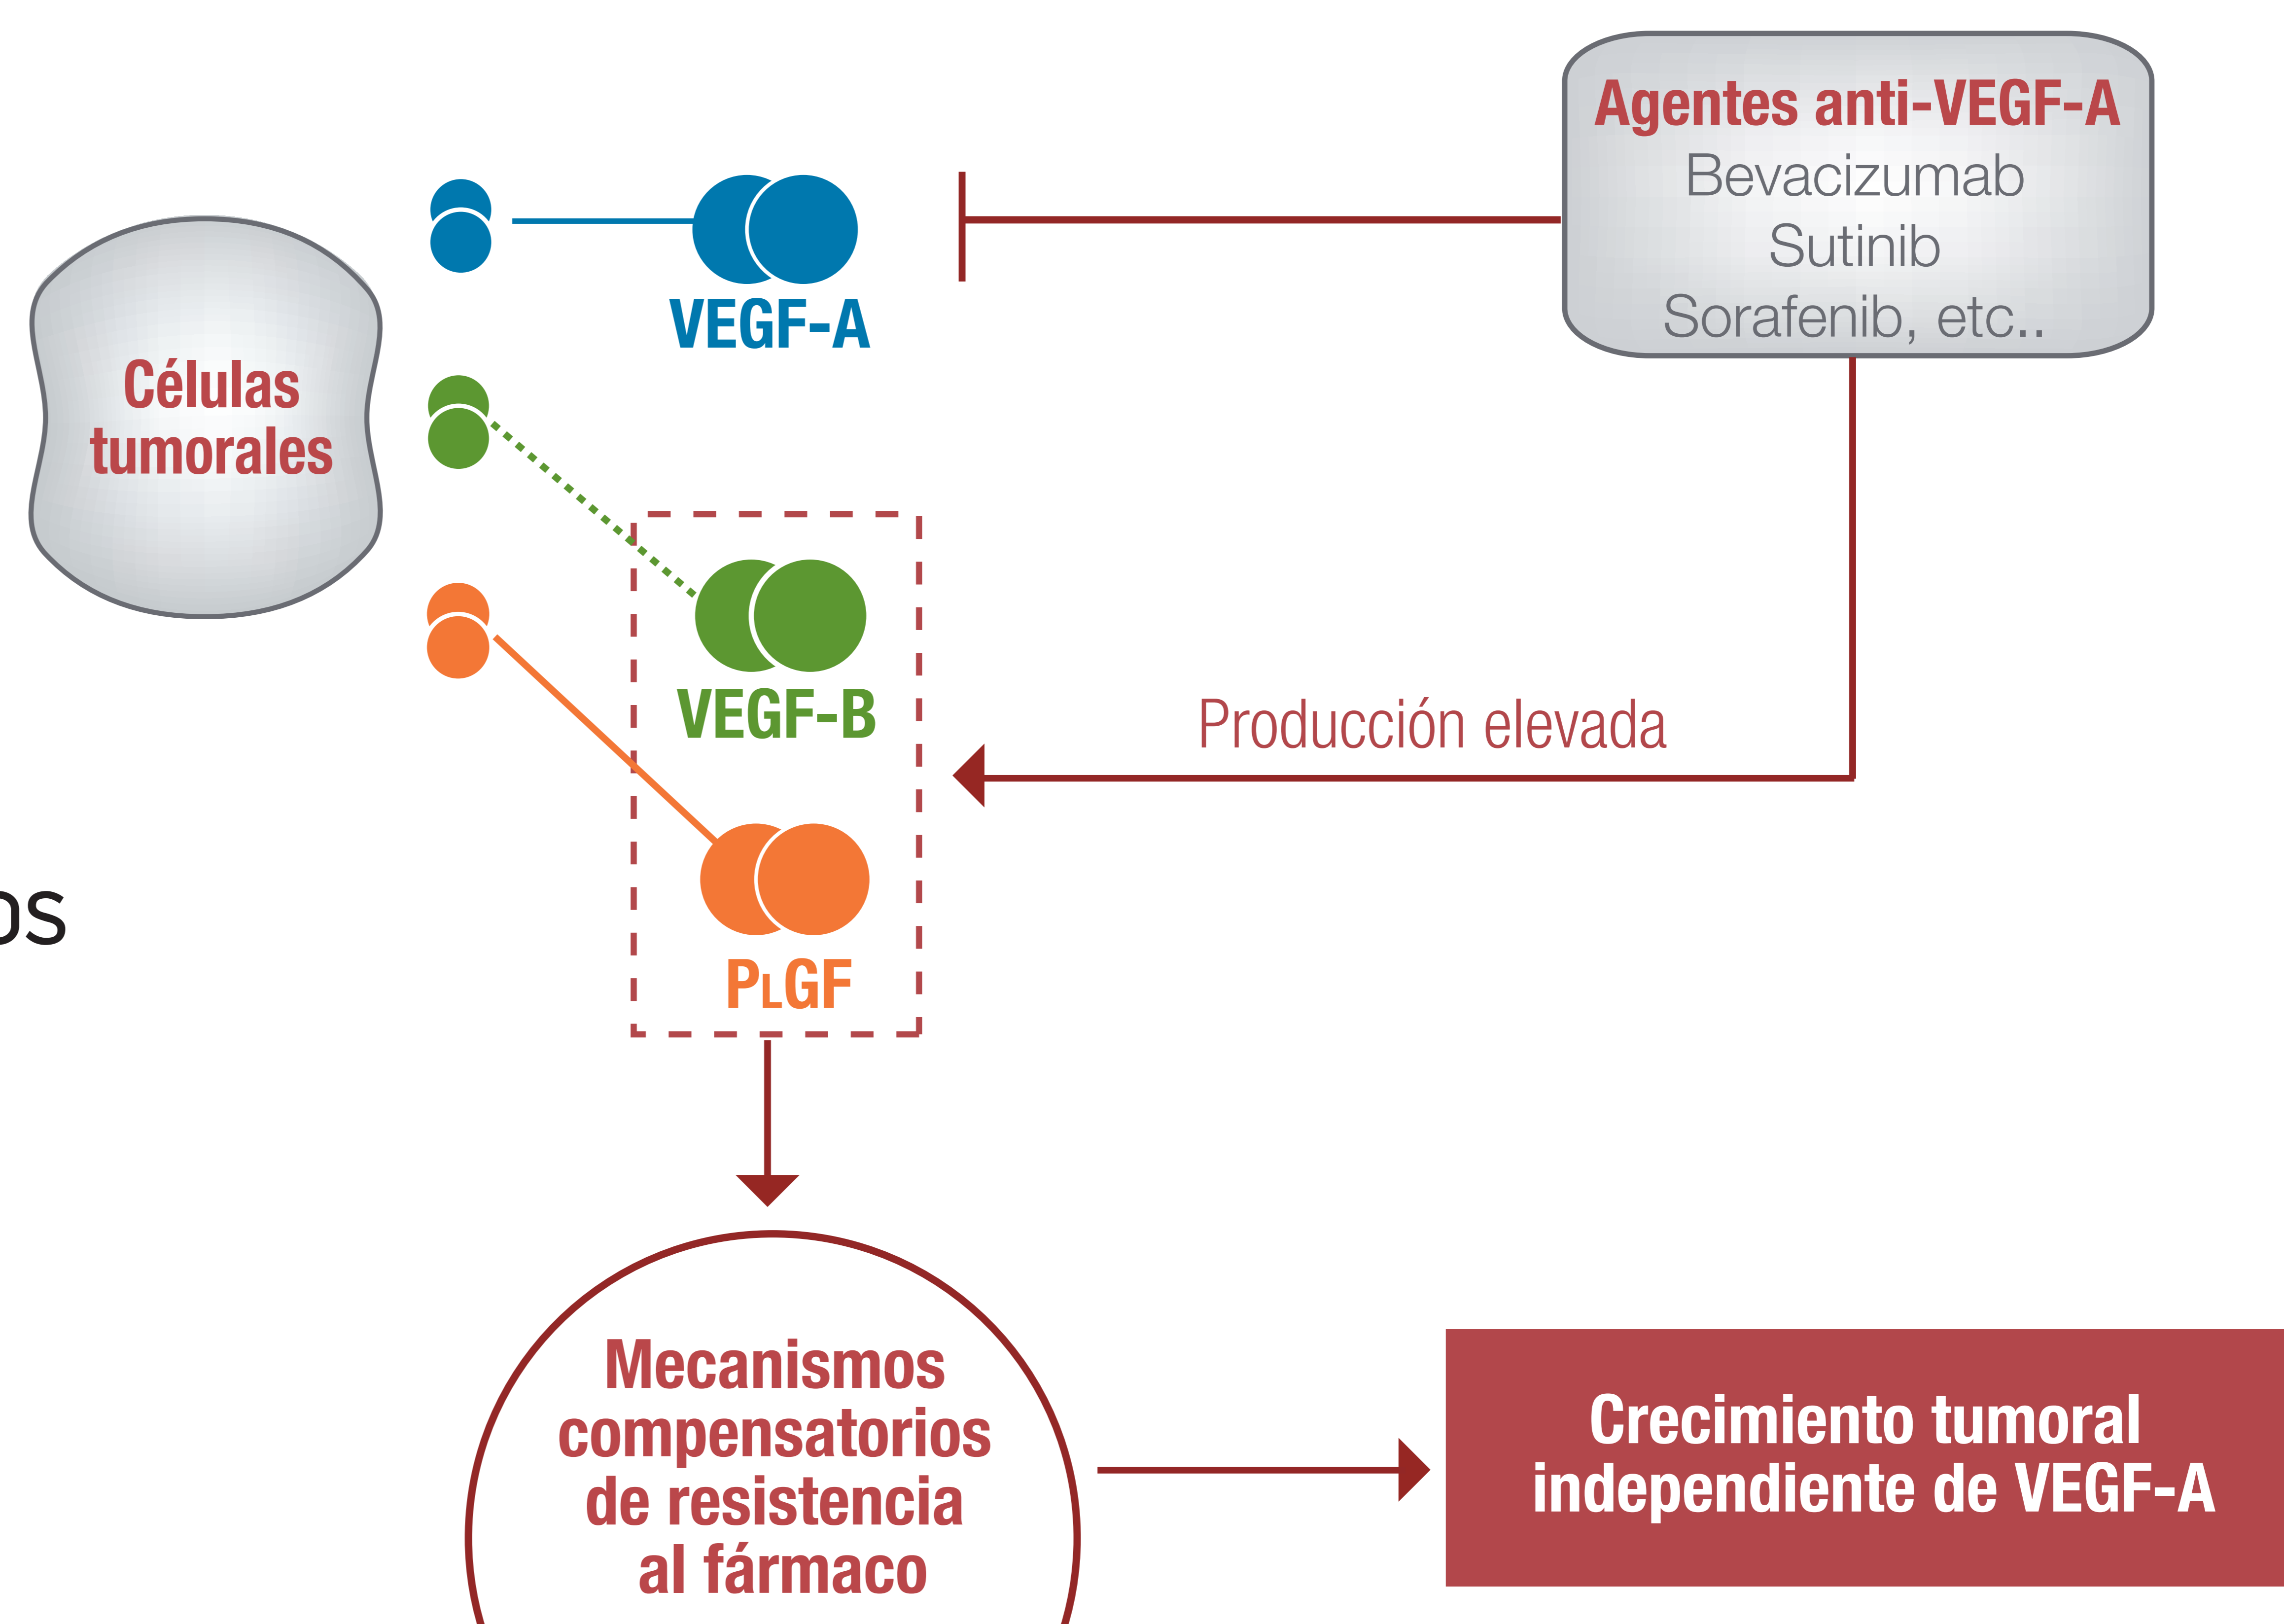 Agentes anti-VEGF-A
Bevacizumab
Sutinib
Sorafenib, etc..
VEGF-A
Células
tumorales
VEGF-B
Producción elevada
PLGF
Mecanismos
compensatorios
de resistencia
al fármaco
Crecimiento tumoral
independiente de VEGF-A